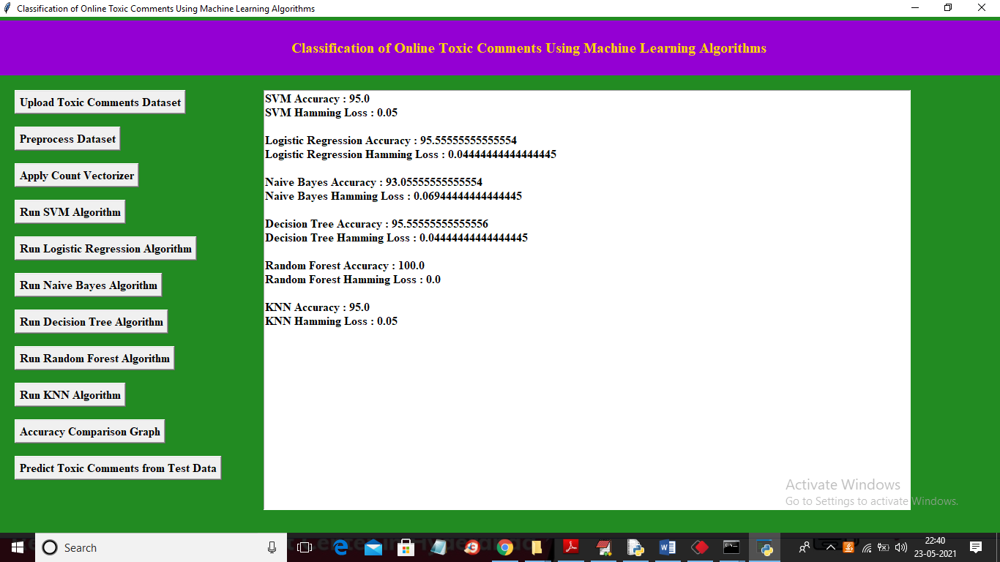 Classification of Online Toxic Comments Using Machine Learning Algorithms
Classification of Online Toxic Comments Using Machine Learning Algorithms
Upload Toxic Comments Dataset
Preprocess Dataset
Apply Count Vectorizer
Run SVM Algorithm
Run Logistic Regression Algorithm
Run Naive Bayes Algorithm
Run Decision Tree Algorithm
Run Random Forest Algorithm
Run KNN Algorithm
Accuracy Comparison Graph
Predict Toxic Comments from Test Data
SVM Accuracy : 95.0
SVM Hamming Loss : 0.05
Logistic Regression Accuracy : 95.55555555555554
Logistic Regression Hamming Loss : 0.04444444444444445
Naive Bayes Accuracy : 93.05555555555554
Naive Bayes Hamming Loss : 0.06944444444444445
Decision Tree Accuracy : 95.55555555555556
Decision Tree Hamming Loss : 0.04444444444444445
Random Forest Accuracy : 100.0
Random Forest Hamming Loss : 0.0
KNN Accuracy : 95.0
KNN Hamming Loss : 0.05
Activate Windows
Go to Settings to activate Windows.
Search
22:40
23-05-2021